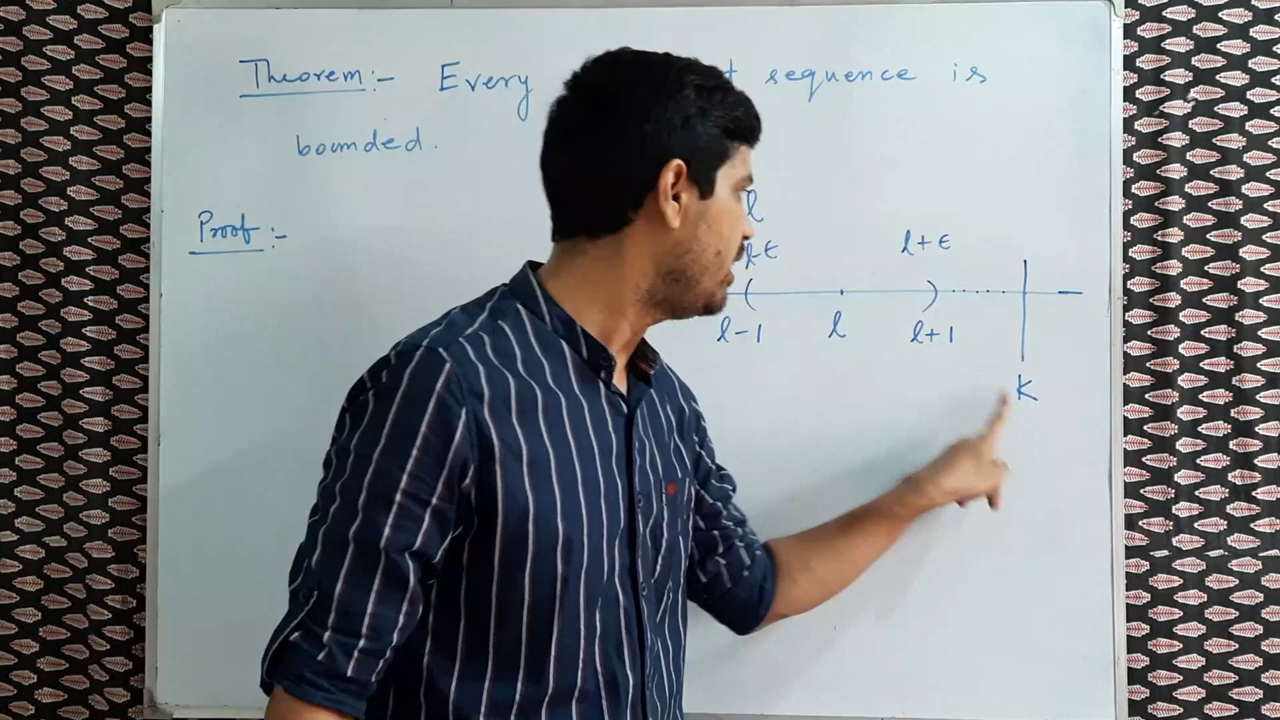 Theorem:- Every t sequence is
bounded.
Proof:-
l
l-ϵ l+ϵ
l-1 l l+1
K